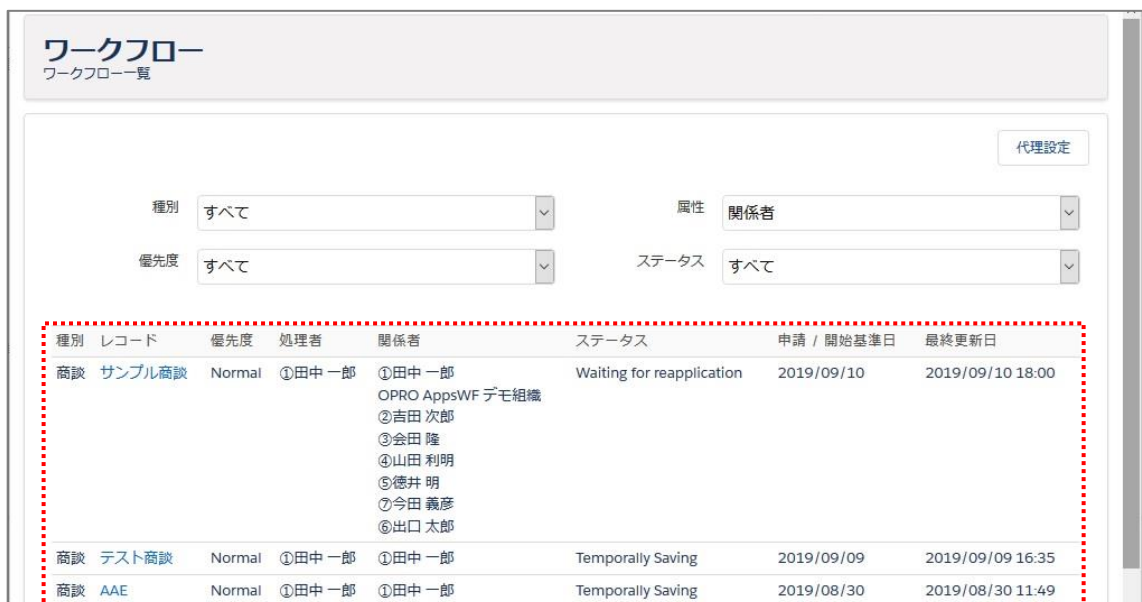 ワークフロー
ワークフロー一覧
代理設定
種別 すべて 属性 関係者
優先度 すべて ステータス すべて
種別 レコード 優先度 処理者 関係者 ステータス 申請 / 開始基準日 最終更新日
商談 サンプル商談 Normal ①田中 一郎 ①田中 一郎 Waiting for reapplication 2019/09/10 2019/09/10 18:00
OPRO AppsWF デモ組織
②吉田 次郎
③会田 隆
④山田 利明
⑤徳井 明
⑦今田 義彦
⑥出口 太郎
商談 テスト商談 Normal ①田中 一郎 ①田中 一郎 Temporally Saving 2019/09/09 2019/09/09 16:35
商談 AAE Normal ①田中 一郎 ①田中 一郎 Temporally Saving 2019/08/30 2019/08/30 11:49